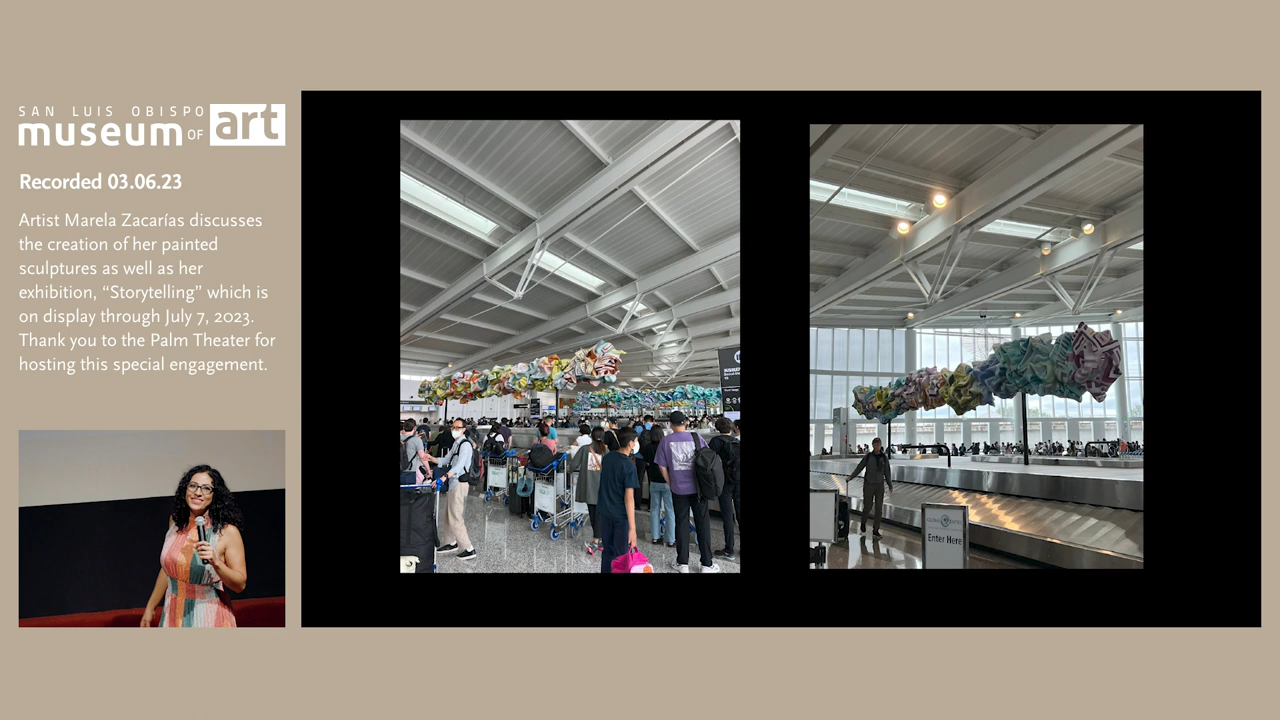 SAN LUIS OBISPO
museum OF art
Recorded 03.06.23
Artist Marela Zacarías discusses
the creation of her painted
sculptures as well as her
exhibition, “Storytelling” which is
on display through July 7, 2023.
Thank you to the Palm Theater for
hosting this special engagement.
Enter Here